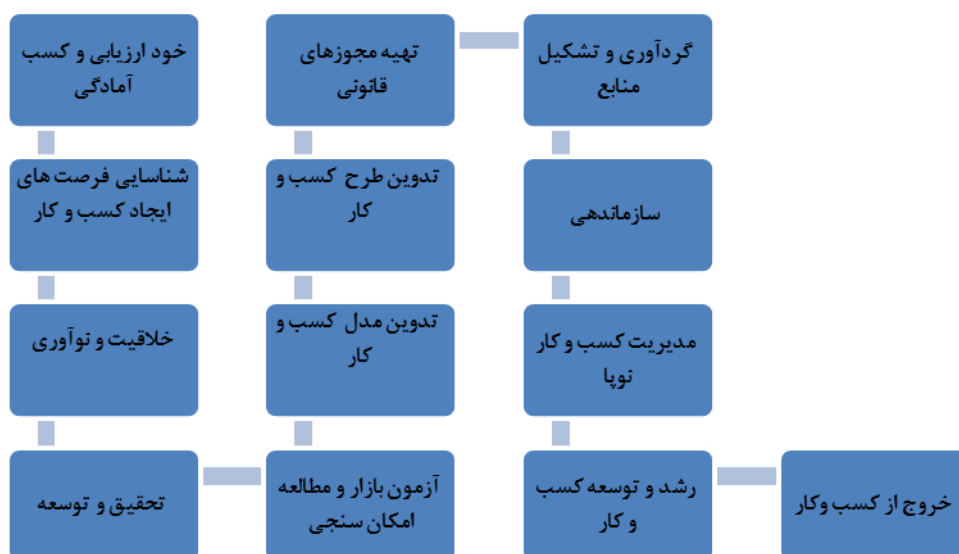 خود ارزیابی و کسب
آمادگی
شناسایی فرصت های
ایجاد کسب و کار
خلاقیت و نوآوری
تحقیق و توسعه
آزمون بازار و مطالعه
امکان سنجی
تدوین مدل کسب و
کار
تدوین طرح کسب و
کار
تهیه مجوزهای
قانونی
گردآوری و تشکیل
منابع
سازماندهی
مدیریت کسب و کار
نوپا
رشد و توسعه کسب
و کار
خروج از کسب وکار